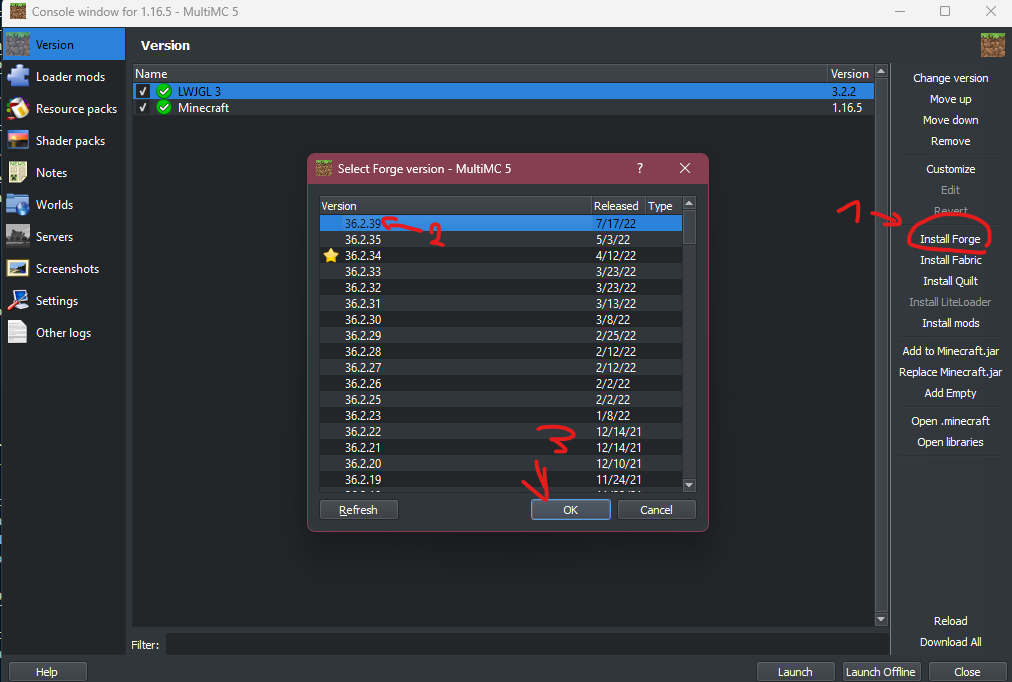 Console window for 1.16.5 - MultiMC 5
Version
Loader mods
Resource packs
Shader packs
Notes
Worlds
Servers
Screenshots
Settings
Other logs
Version
Name Version
LWJGL 3 3.2.2
Minecraft 1.16.5
Select Forge version - MultiMC 5 ?
Version Released Type
36.2.39 7/17/22
36.2.35 5/3/22
36.2.34 4/12/22
36.2.33 3/23/22
36.2.32 3/23/22
36.2.31 3/13/22
36.2.30 3/8/22
36.2.29 2/25/22
36.2.28 2/12/22
36.2.27 2/12/22
36.2.26 2/2/22
36.2.25 2/2/22
36.2.23 1/8/22
36.2.22 12/14/21
36.2.21 12/14/21
36.2.20 12/10/21
36.2.19 11/24/21
Refresh OK Cancel
1
2
3
Change version
Move up
Move down
Remove
Customize
Edit
Revert
Install Forge
Install Fabric
Install Quilt
Install LiteLoader
Install mods
Add to Minecraft.jar
Replace Minecraft.jar
Add Empty
Open .minecraft
Open libraries
Reload
Download All
Filter:
Help Launch Launch Offline Close